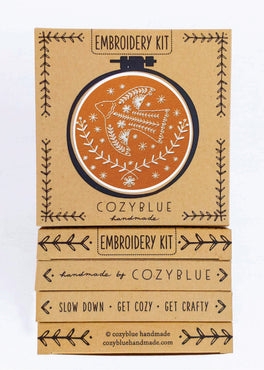 EMBROIDERY KIT
COZYBLUE
handmade
EMBROIDERY KIT
handmade by COZYBLUE
SLOW DOWN • GET COZY • GET CRAFTY
© cozyblue handmade
cozybluehandmade.com